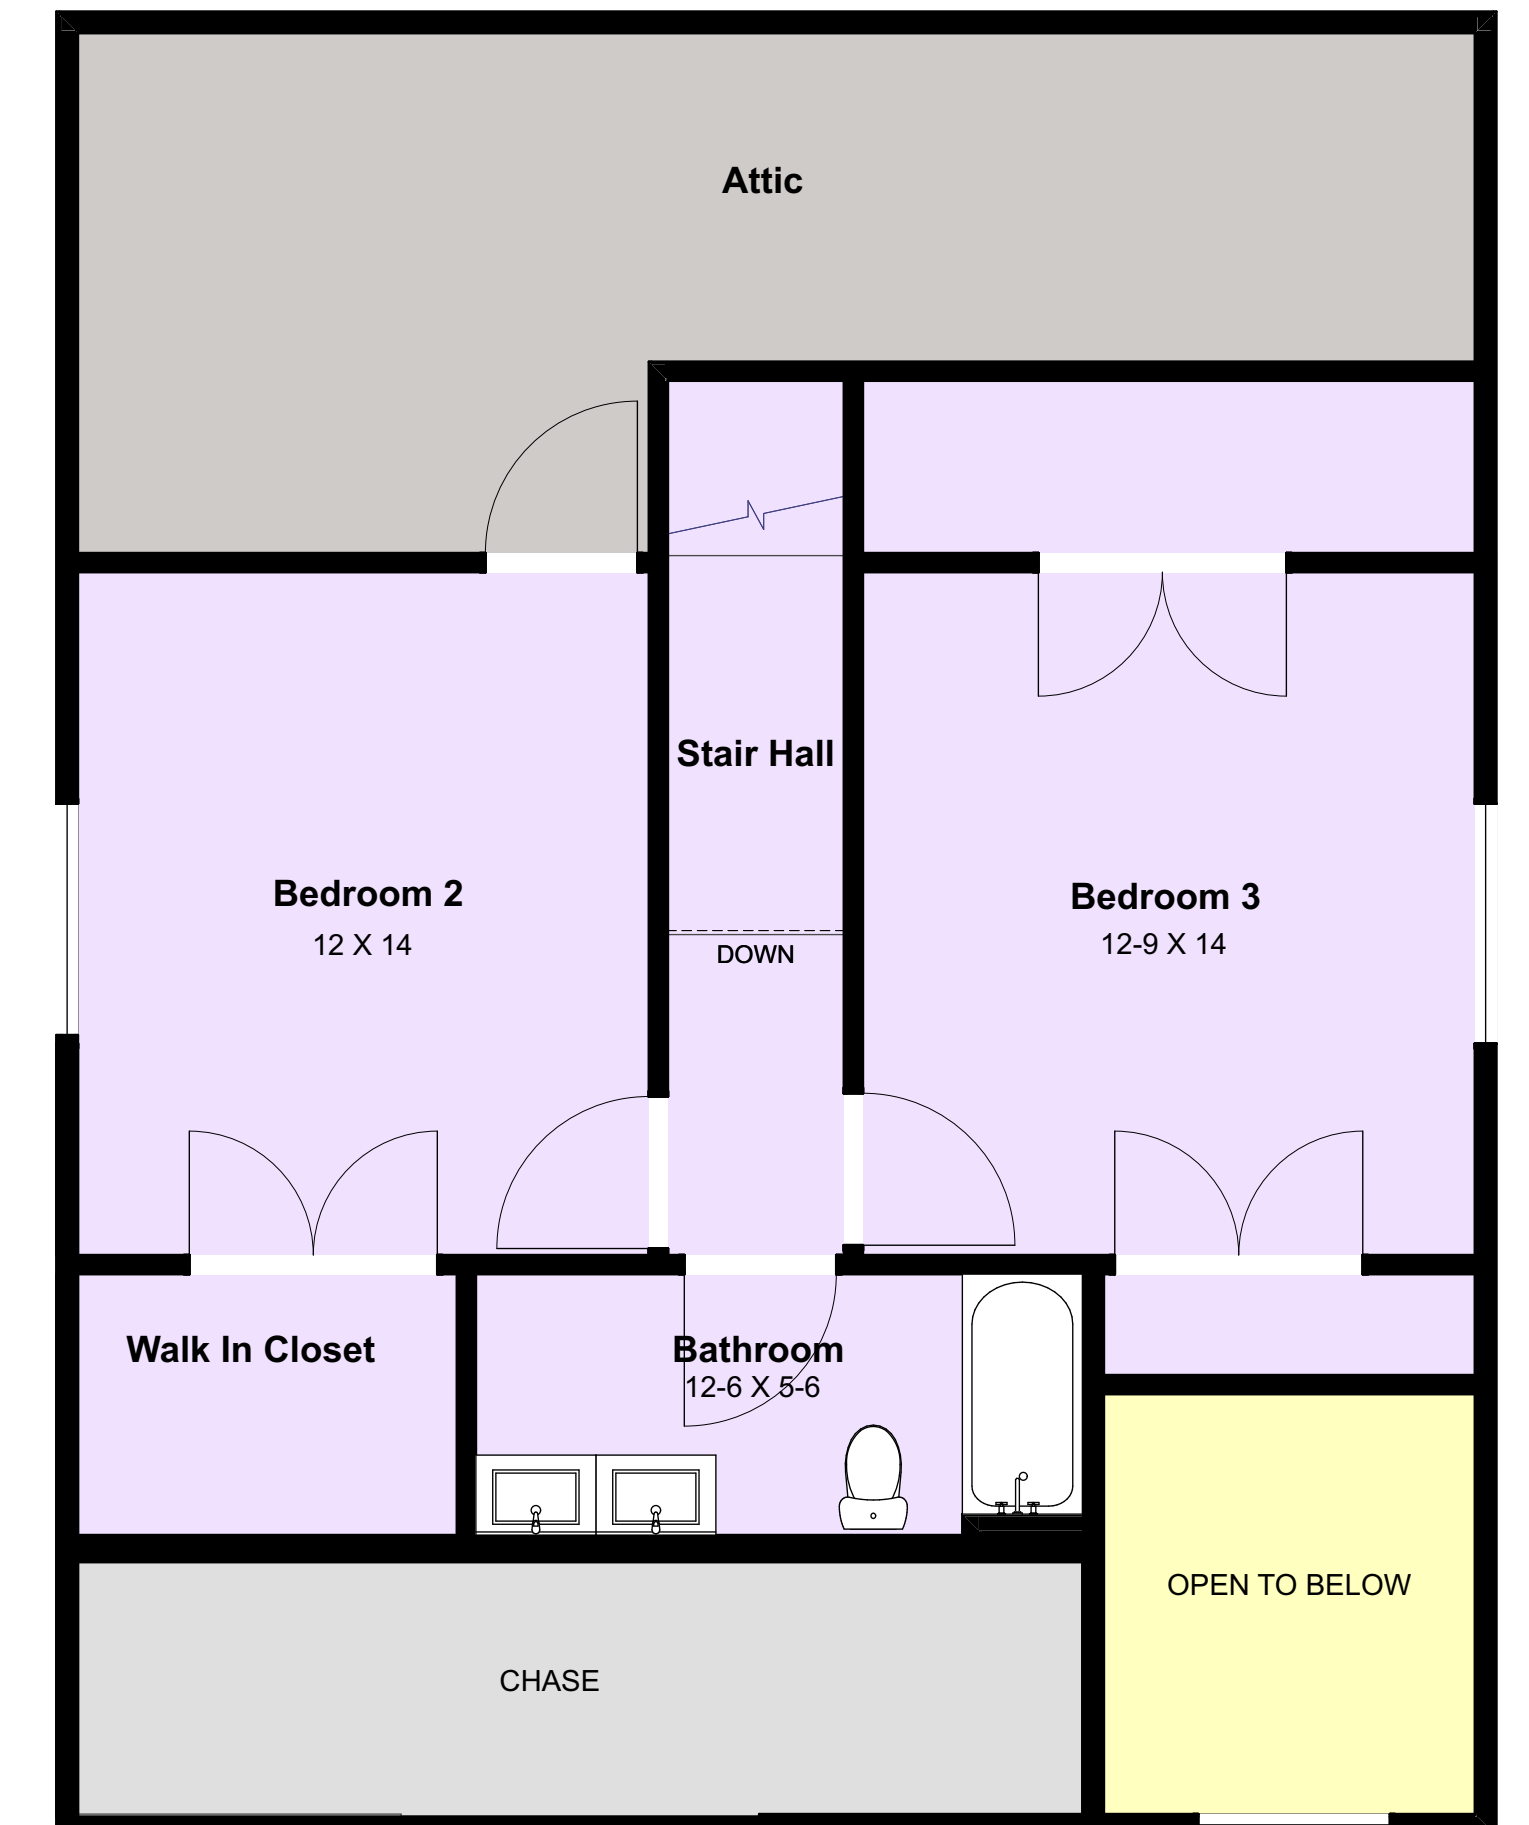 Attic
Stair Hall
Bedroom 2
12 X 14
Bedroom 3
12-9 X 14
DOWN
Walk In Closet
Bathroom
12-6 X 5-6
OPEN TO BELOW
CHASE